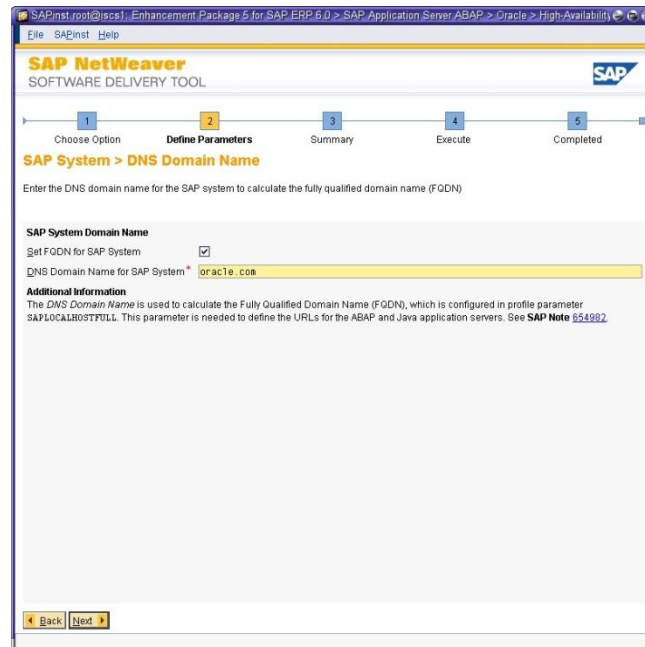 SAPinst root@iscs1: Enhancement Package 5 for SAP ERP 6.0 > SAP Application Server ABAP > Oracle > High-Availability
File SAPinst Help
SAP NetWeaver
SOFTWARE DELIVERY TOOL
SAP
1 2 3 4 5
Choose Option Define Parameters Summary Execute Completed
SAP System > DNS Domain Name
Enter the DNS domain name for the SAP system to calculate the fully qualified domain name (FQDN)
SAP System Domain Name
Set FQDN for SAP System
DNS Domain Name for SAP System* oracle.com
Additional Information
The DNS Domain Name is used to calculate the Fully Qualified Domain Name (FQDN), which is configured in profile parameter
SAPLOCALHOSTFULL. This parameter is needed to define the URLs for the ABAP and Java application servers. See SAP Note 654982.
Back Next